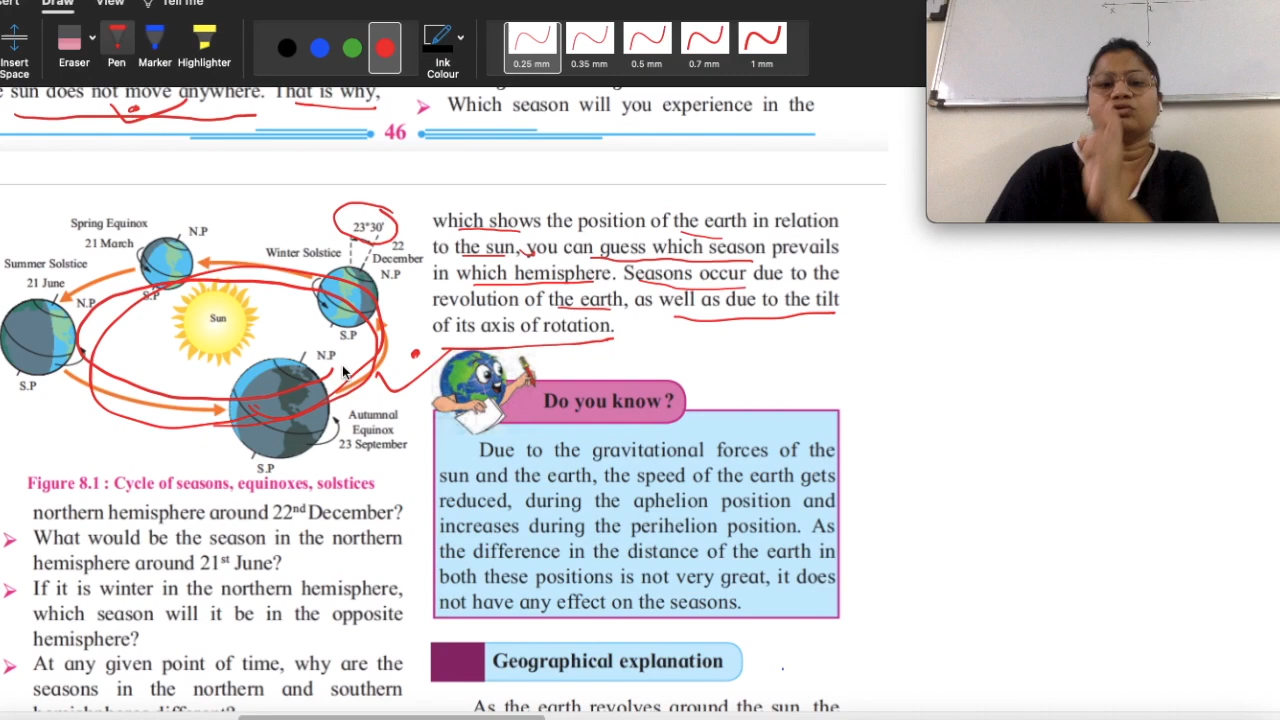 Draw
View
Tell me
Insert
Space
Eraser
Pen
Marker
Highlighter
Ink
Colour
0.25 mm
0.35 mm
0.5 mm
0.7 mm
1 mm
x
sun does not move anywhere. That is why,
Which season will you experience in the
46
Spring Equinox
21 March
N.P
S.P
Summer Solstice
21 June
N.P
S.P
Sun
23°30'
Winter Solstice
22
December
N.P
S.P
N.P
Autumnal
Equinox
23 September
S.P
Figure 8.1 : Cycle of seasons, equinoxes, solstices
northern hemisphere around 22nd December?
➤ What would be the season in the northern
hemisphere around 21st June?
➤ If it is winter in the northern hemisphere,
which season will it be in the opposite
hemisphere?
➤ At any given point of time, why are the
seasons in the northern and southern
which shows the position of the earth in relation
to the sun, you can guess which season prevails
in which hemisphere. Seasons occur due to the
revolution of the earth, as well as due to the tilt
of its axis of rotation.
Do you know?
Due to the gravitational forces of the
sun and the earth, the speed of the earth gets
reduced, during the aphelion position and
increases during the perihelion position. As
the difference in the distance of the earth in
both these positions is not very great, it does
not have any effect on the seasons.
Geographical explanation
As the earth revolves around the sun, the